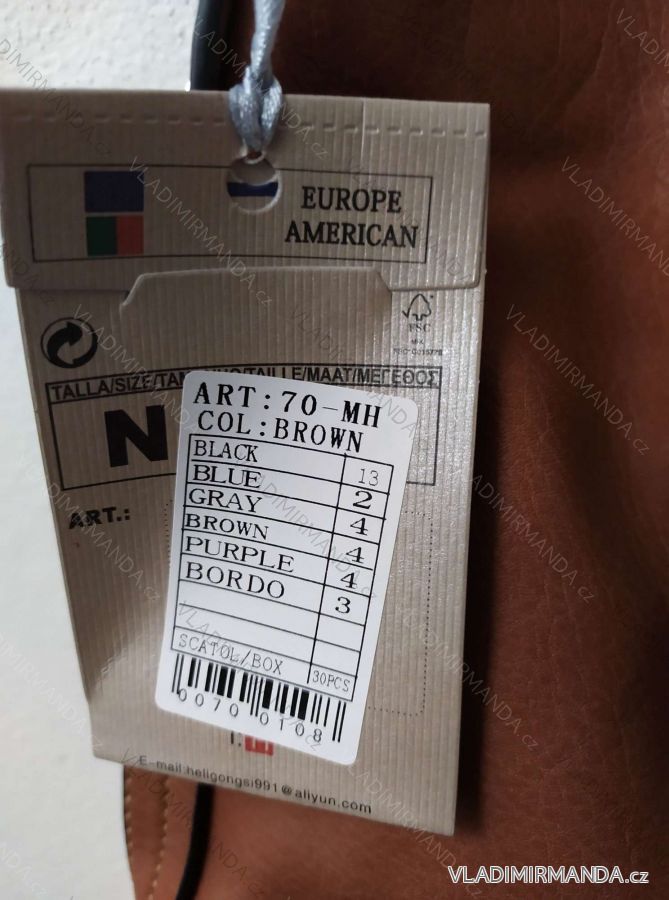 EUROPE
AMERICAN
FSC
TALLA/SIZE/TAILLE/MAAT/ΜΕΓΕΘΟΣ
N
ART.:
ART:70-MH
COL:BROWN
BLACK 13
BLUE 2
GRAY 4
BROWN 4
PURPLE 4
BORDO 3
SCATOL/BOX 30PCS
0070 0108
E-mail:heligongsi991@aliyun.com
VLADIMIRMANDA.cz